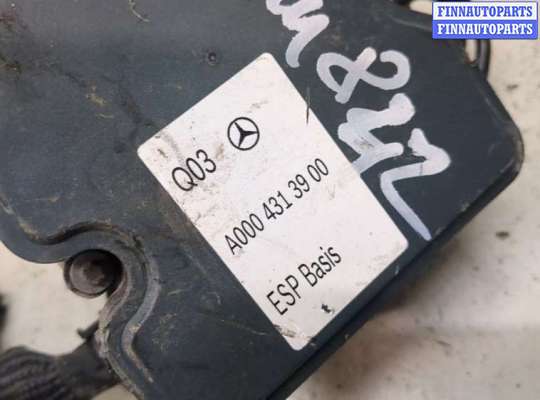 FINNAUTOPARTS
FINNAUTOPARTS
Q03
A000 431 39 00
ESP Basis